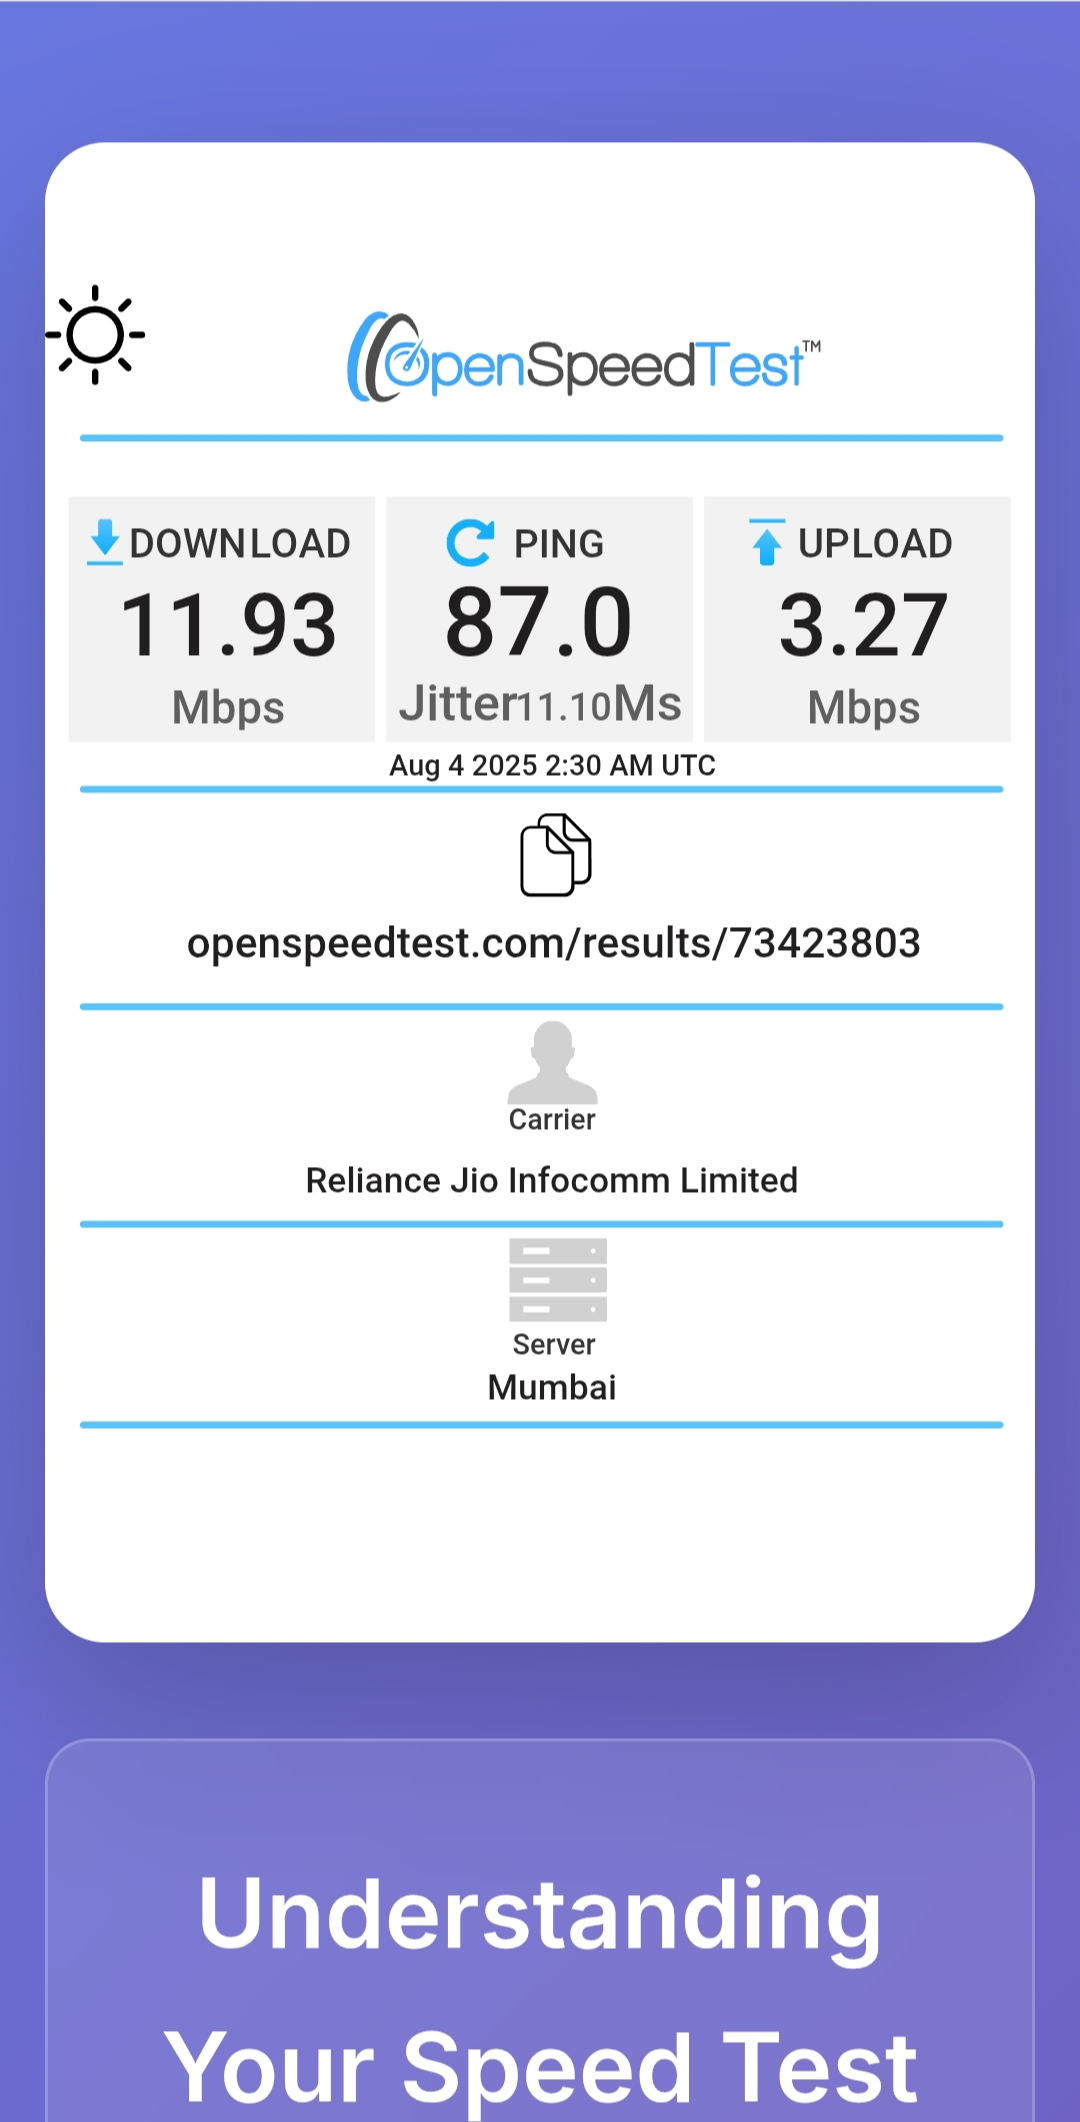 OpenSpeedTest™
DOWNLOAD
11.93
Mbps
PING
87.0
Jitter11.10Ms
UPLOAD
3.27
Mbps
Aug 4 2025 2:30 AM UTC
openspeedtest.com/results/73423803
Carrier
Reliance Jio Infocomm Limited
Server
Mumbai
Understanding
Your Speed Test